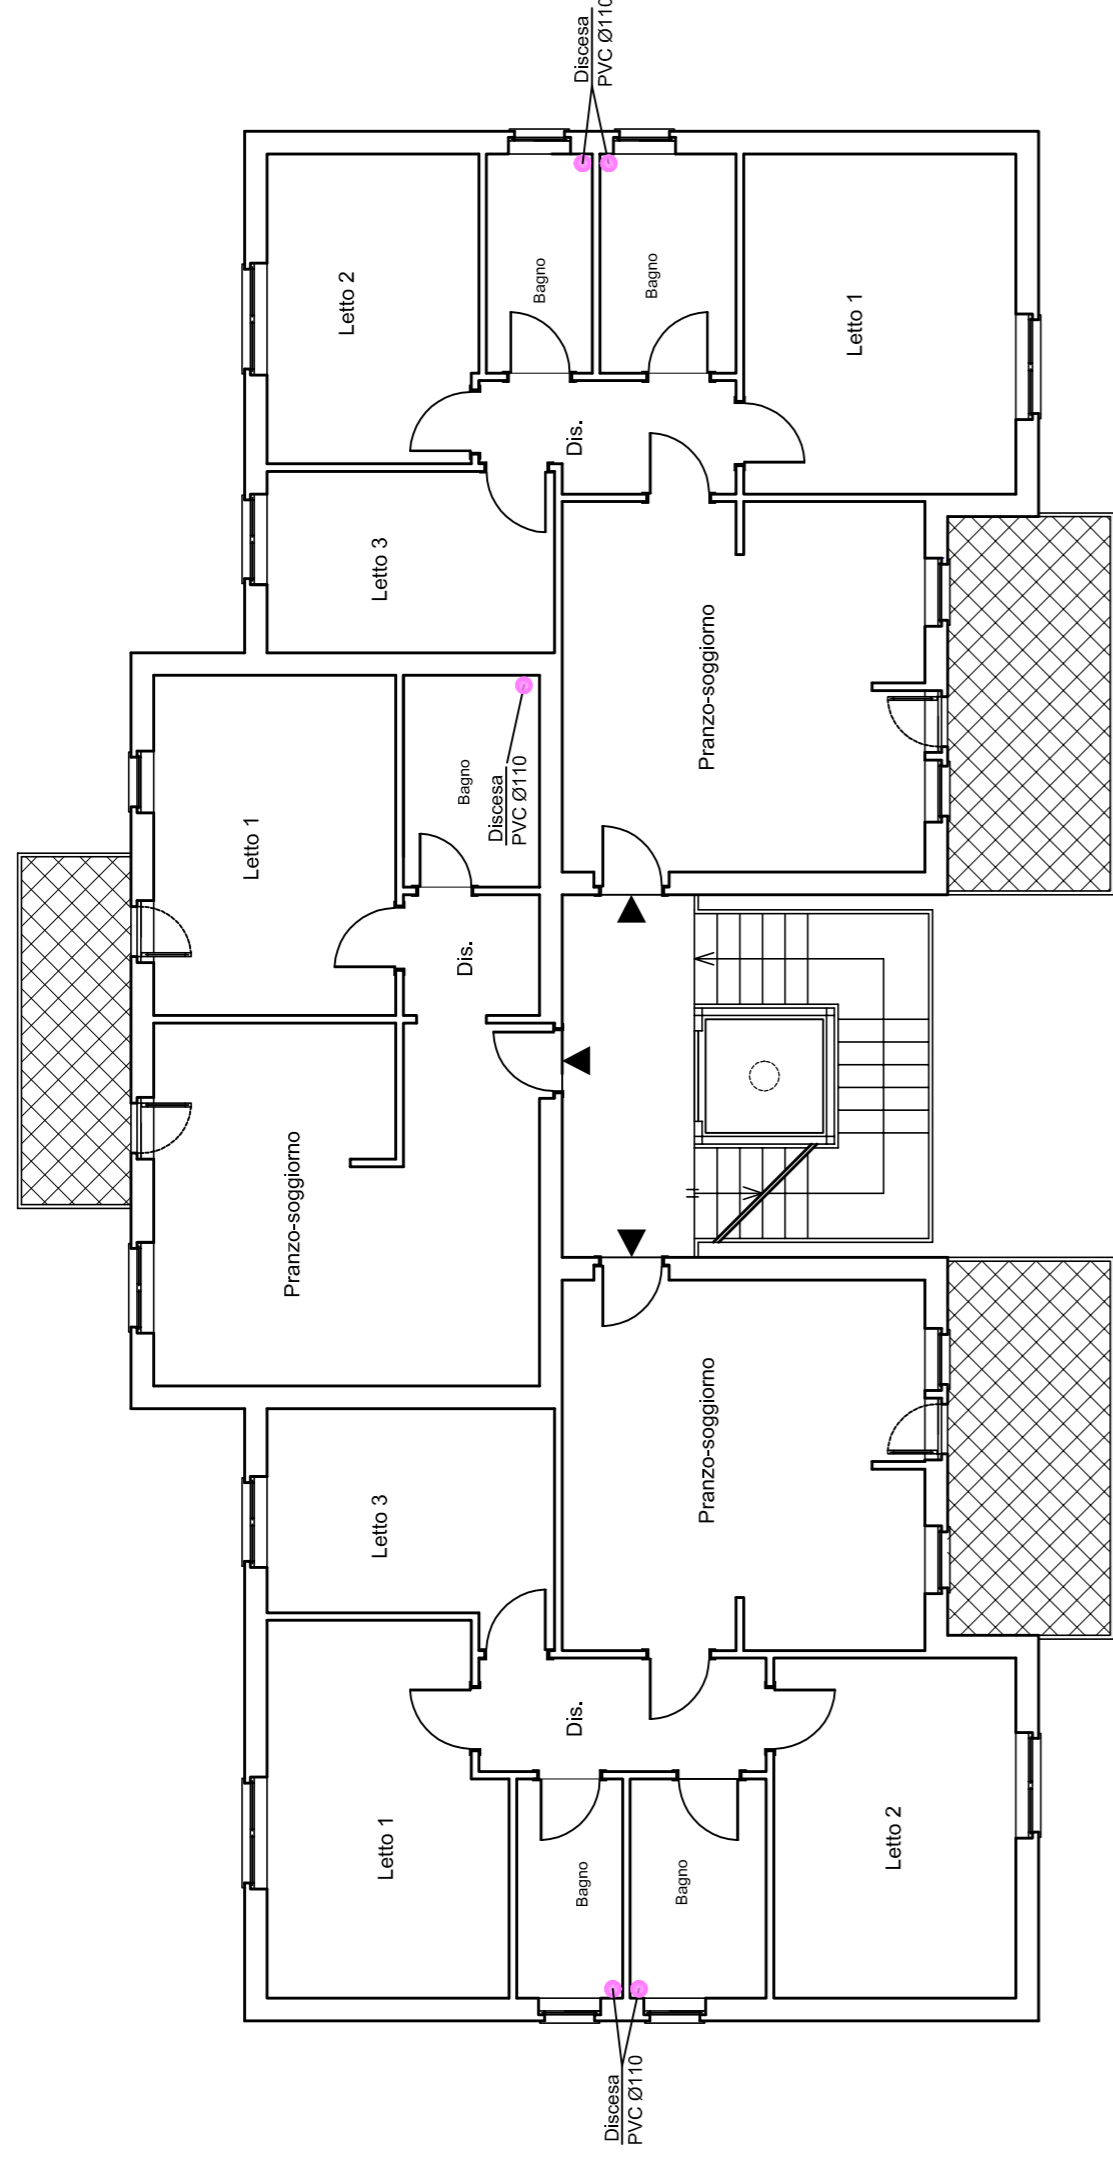 Discesa
PVC Ø110
Letto 2
Bagno
Bagno
Letto 1
Dis.
Letto 3
Pranzo-soggiorno
Letto 1
Bagno
Discesa
PVC Ø110
Dis.
Pranzo-soggiorno
Letto 3
Pranzo-soggiorno
Dis.
Letto 1
Bagno
Bagno
Letto 2
Discesa
PVC Ø110